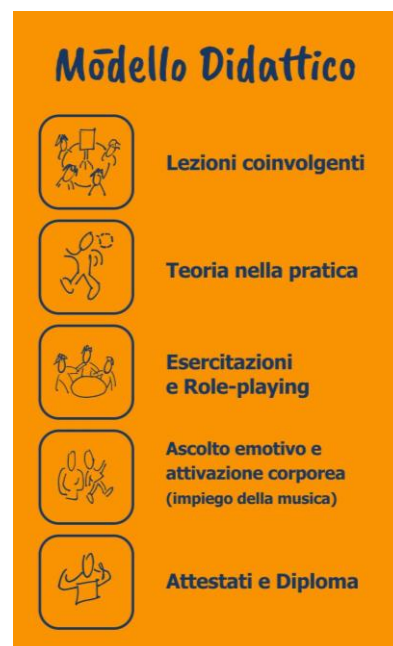 Mōdello Didattico
Lezioni coinvolgenti
Teoria nella pratica
Esercitazioni
e Role-playing
Ascolto emotivo e
attivazione corporea
(impiego della musica)
Attestati e Diploma